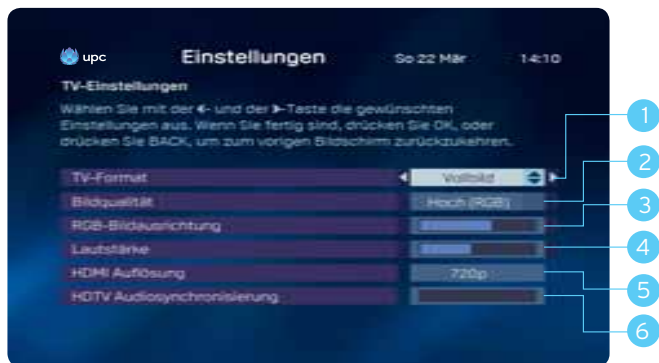 upc Einstellungen So 22 Mär 14:10
TV-Einstellungen
Wählen Sie mit der - und der -Taste die gewünschten
Einstellungen aus. Wenn Sie fertig sind, drücken Sie OK, oder
drücken Sie BACK, um zum vorigen Bildschirm zurückzukehren.
TV-Format Vollbild 1
Bildqualität Hoch (RGB) 2
RGB-Bildausrichtung 3
Lautstärke 4
HDMI Auflösung 720p 5
HDTV Audiosynchronisierung 6